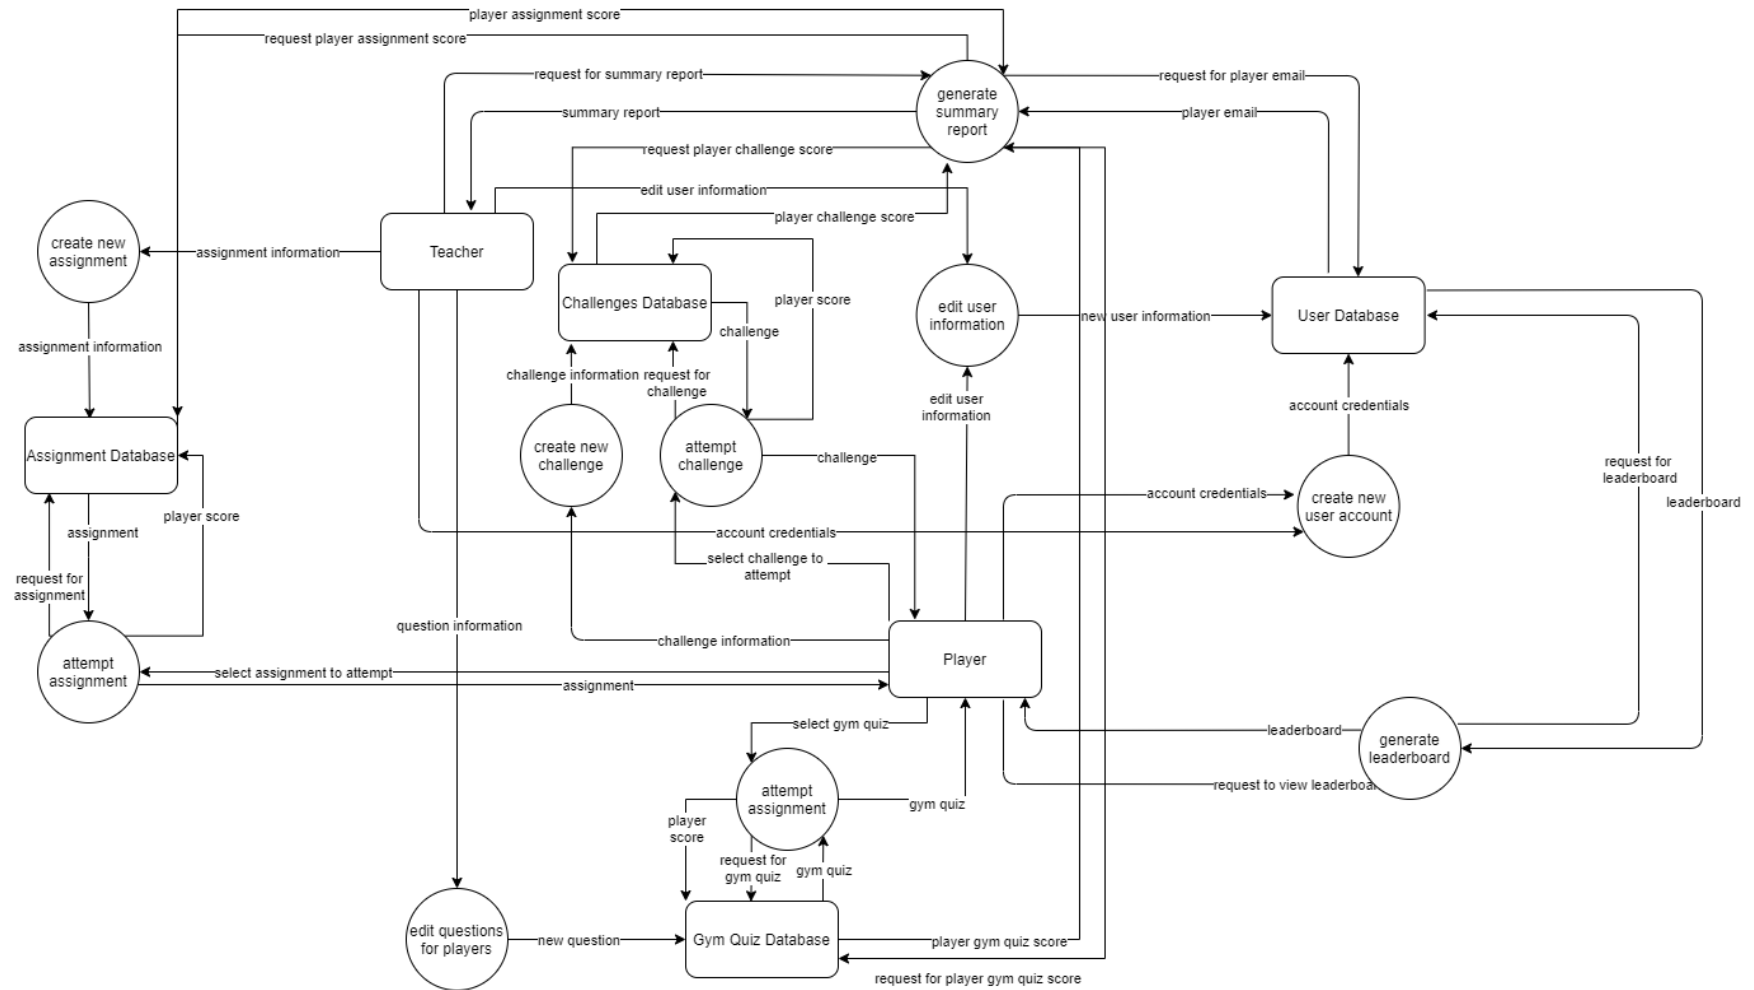 player assignment score
request player assignment score
request for summary report
request for player email
generate
summary
report
summary report
player email
request player challenge score
edit user information
player challenge score
create new
assignment
assignment information
Teacher
Challenges Database
player score
challenge
edit user
information
new user information
User Database
assignment information
challenge information
request for
challenge
edit user
information
account credentials
Assignment Database
create new
challenge
attempt
challenge
challenge
request for
leaderboard
leaderboard
account credentials
create new
user account
player score
assignment
account credentials
select challenge to
attempt
request for
assignment
question information
challenge information
Player
attempt
assignment
select assignment to attempt
assignment
select gym quiz
leaderboard
generate
leaderboard
request to view leaderboa
attempt
assignment
gym quiz
player
score
request for
gym quiz
gym quiz
edit questions
for players
new question
Gym Quiz Database
player gym quiz score
request for player gym quiz score